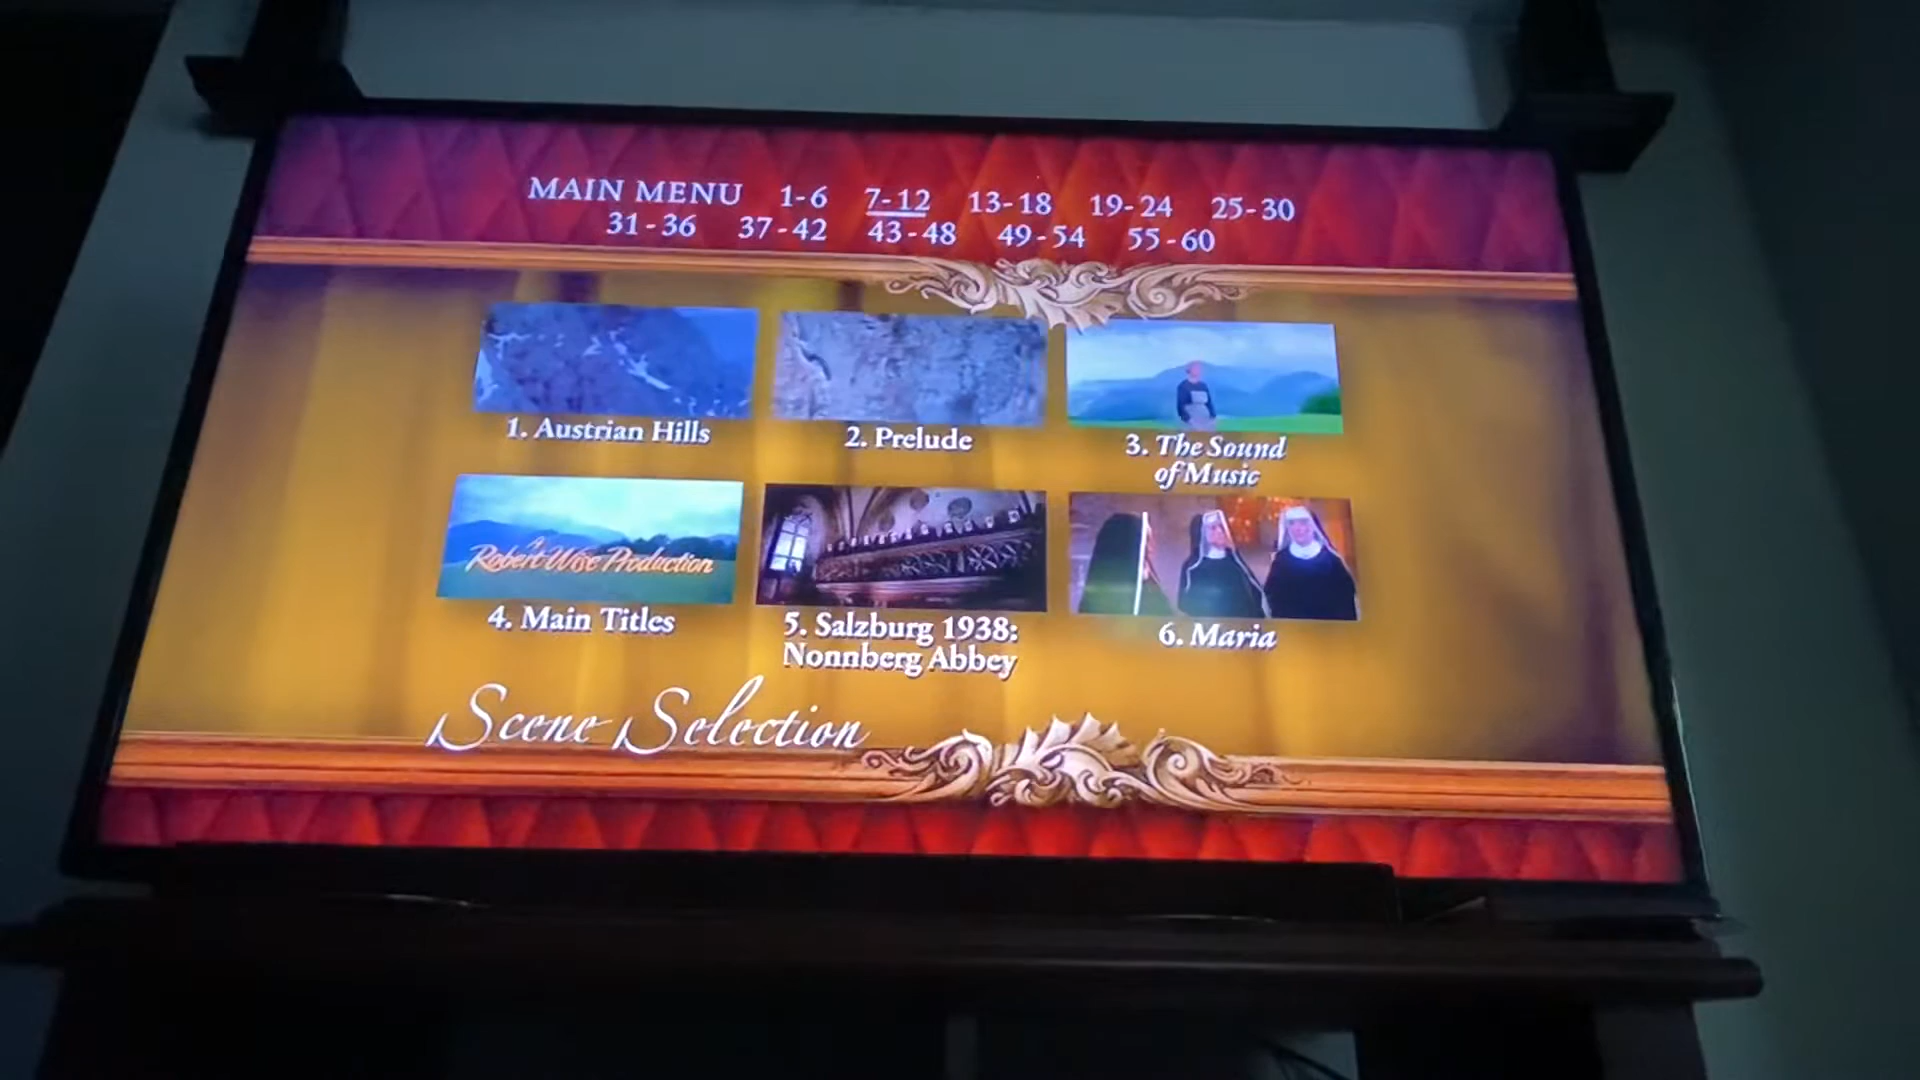 MAIN MENU 1-6 7-12 13-18 19-24 25-30
31-36 37-42 43-48 49-54 55-60
1. Austrian Hills
2. Prelude
3. The Sound
of Music
A
Robert Wise Production
4. Main Titles
5. Salzburg 1938:
Nonnberg Abbey
6. Maria
Scene Selection